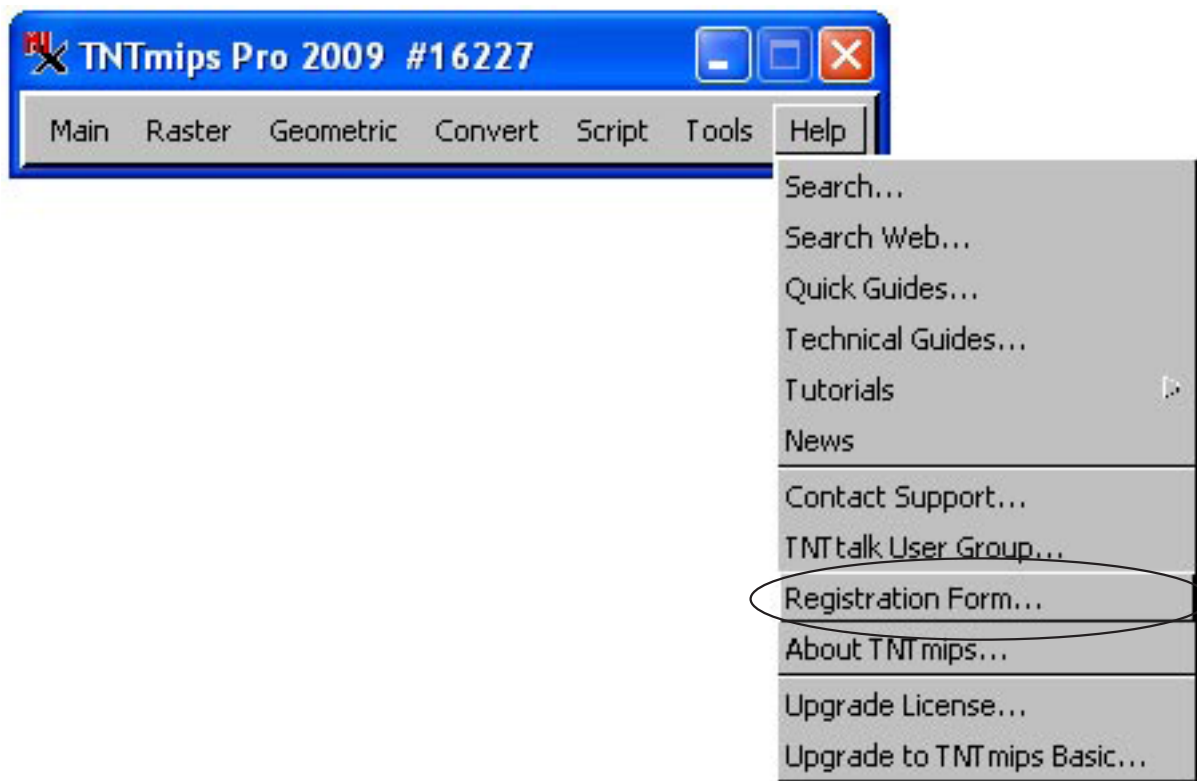 TNTmips Pro 2009 #16227
Main Raster Geometric Convert Script Tools Help
Search...
Search Web...
Quick Guides...
Technical Guides...
Tutorials
News
Contact Support...
TNTtalk User Group...
Registration Form...
About TNTmips...
Upgrade License...
Upgrade to TNTmips Basic...